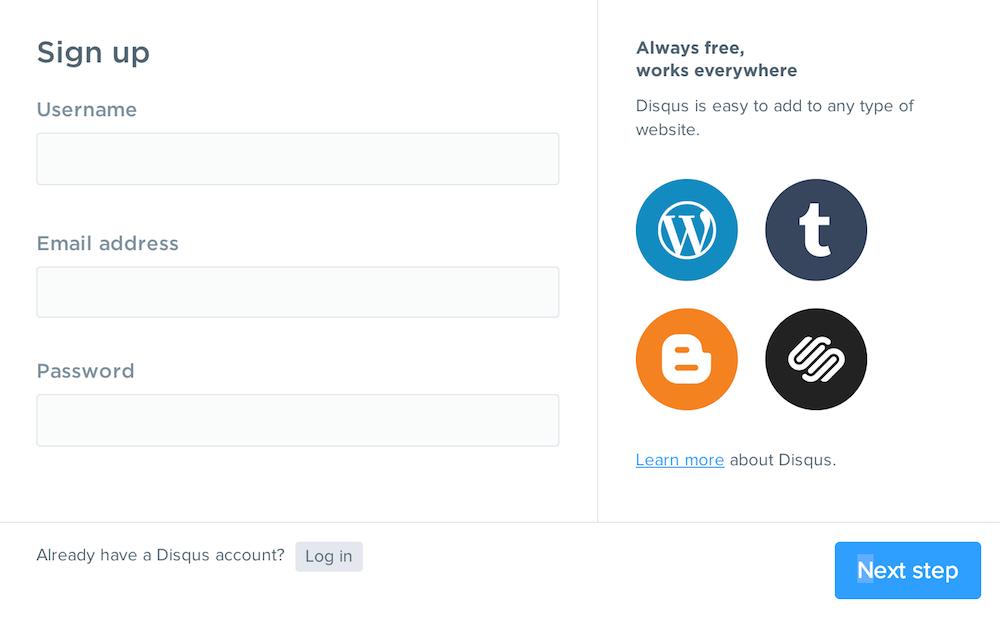 Sign up
Username
Email address
Password
Always free,
works everywhere
Disqus is easy to add to any type of
website.
Learn more about Disqus.
Already have a Disqus account? Log in
Next step